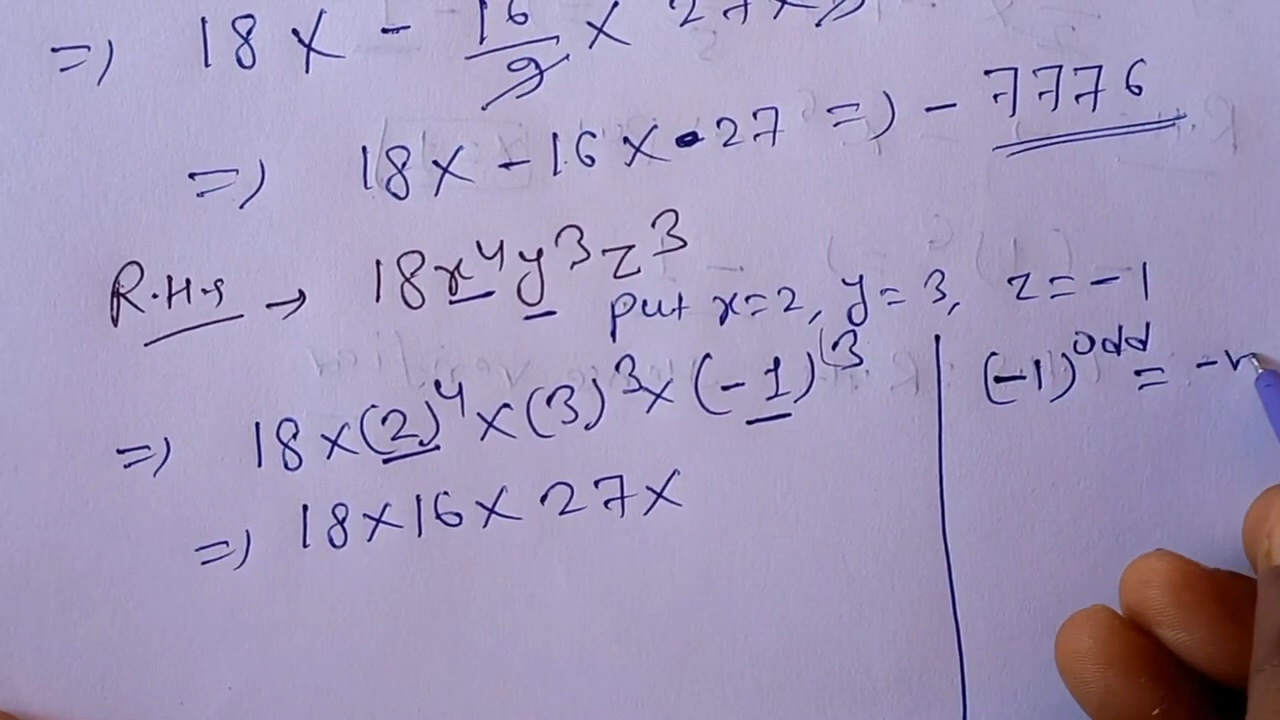 =) 18 x - 16/9 x 27 x 9
=) 18 x - 16 x 27 =) - 7776
R.H.S → 18x⁴y³z³
put x=2, y=3, z=-1
=) 18 x (2)⁴ x (3)³ x (-1)³
(-1)ᵒᵈᵈ = -v
=) 18 x 16 x 27 x